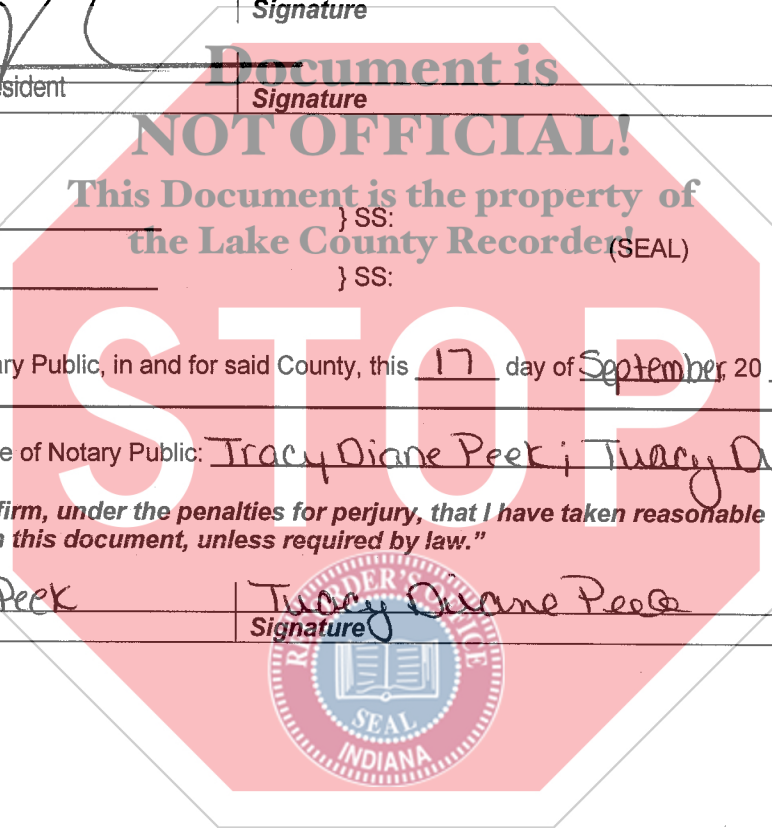 Signature
Document is
sident
Signature
NOT OFFICIAL!
This Document is the property of
} SS:
the Lake County Recorder!
(SEAL)
} SS:
STOP
ry Public, in and for said County, this 17 day of September, 20
e of Notary Public: Tracy Diane Peek ; Tracy D
firm, under the penalties for perjury, that I have taken reasonable
this document, unless required by law."
Peek Tracy Diane Peek
Signature
RECORDER'S OFFICE
SEAL
INDIANA